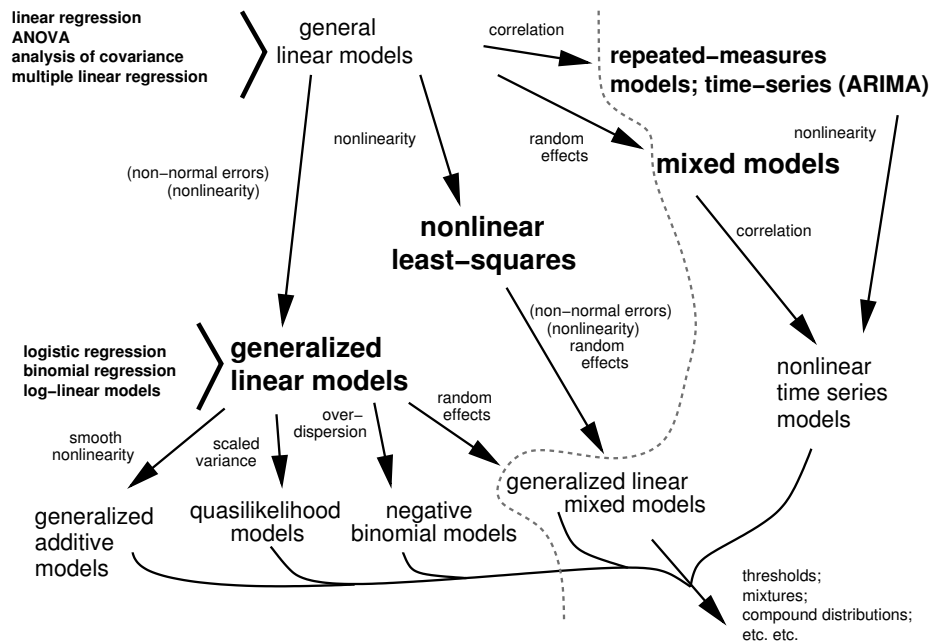 linear regression
ANOVA
analysis of covariance
multiple linear regression
general
linear models
correlation
repeated−measures
models; time−series (ARIMA)
nonlinearity
random
effects
nonlinearity
mixed models
(non−normal errors)
(nonlinearity)
nonlinear
least−squares
correlation
(non−normal errors)
(nonlinearity)
random
effects
logistic regression
binomial regression
log−linear models
generalized
linear models
nonlinear
time series
models
random
effects
over−
dispersion
smooth
nonlinearity
scaled
variance
generalized linear
mixed models
generalized
additive
models
quasilikelihood
models
negative
binomial models
thresholds;
mixtures;
compound distributions;
etc. etc.